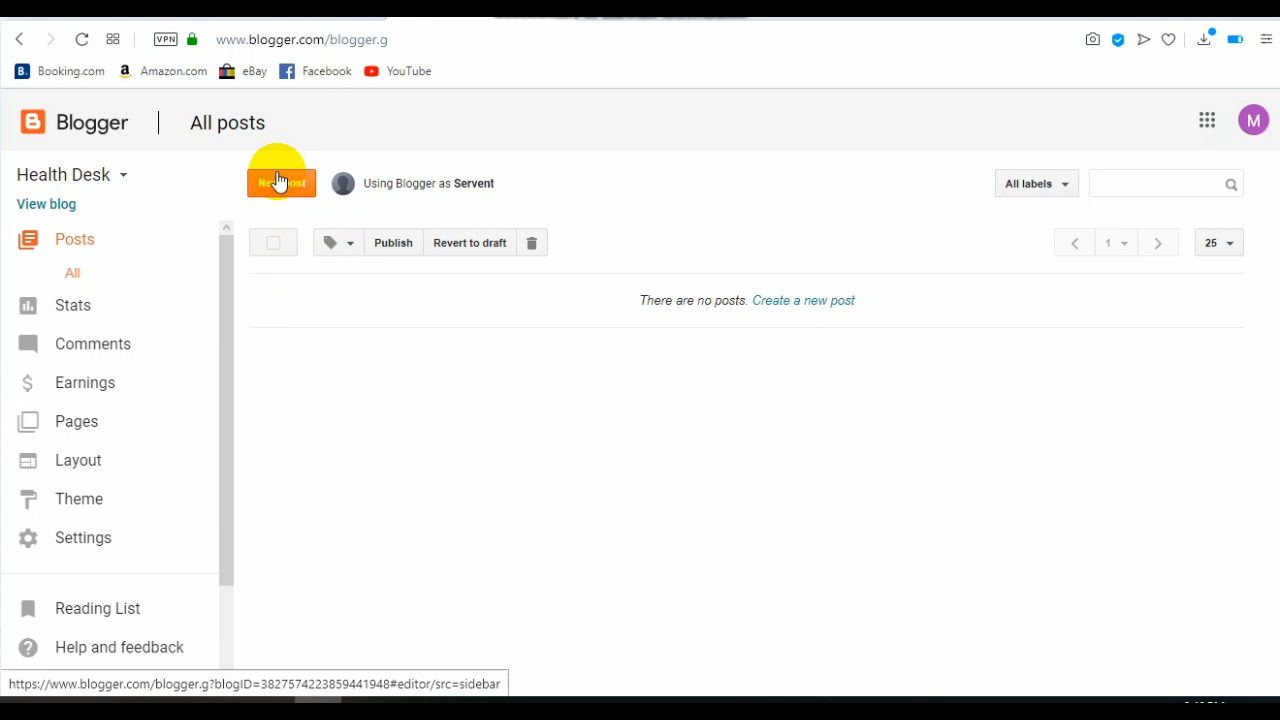 VPN www.blogger.com/blogger.g
B. Booking.com a Amazon.com eBay Facebook YouTube
Blogger All posts M
Health Desk
New post Using Blogger as Servent All labels
View blog
Posts
Publish Revert to draft 1 25
All
There are no posts. Create a new post
Stats
Comments
Earnings
Pages
Layout
Theme
Settings
Reading List
Help and feedback
https://www.blogger.com/blogger.g?blogID=3827574223859441948#editor/src=sidebar